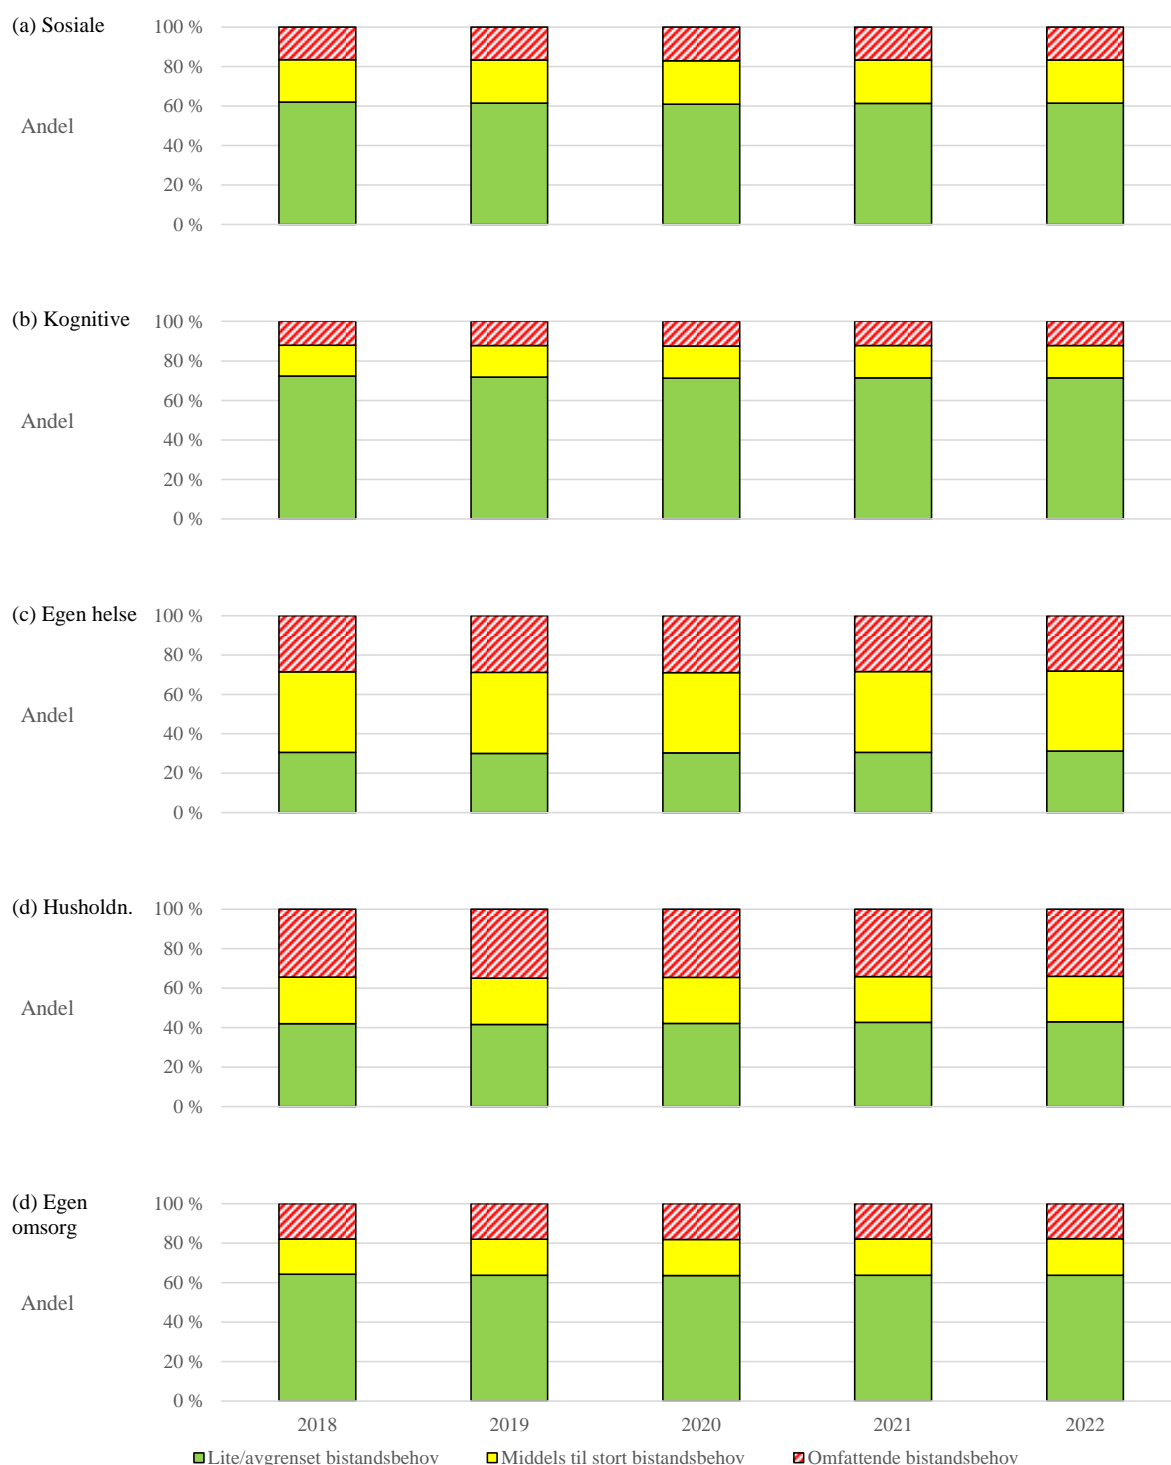 (a) Sosiale
100 %
80 %
60 %
Andel
40 %
20 %
0 %
(b) Kognitive
100 %
80 %
60 %
Andel
40 %
20 %
0 %
(c) Egen helse
100 %
80 %
60 %
Andel
40 %
20 %
0 %
(d) Husholdn.
100 %
80 %
60 %
Andel
40 %
20 %
0 %
(d) Egen
omsorg
100 %
80 %
60 %
Andel
40 %
20 %
0 %
2018 2019 2020 2021 2022
Lite/avgrenset bistandsbehov Middels til stort bistandsbehov Omfattende bistandsbehov